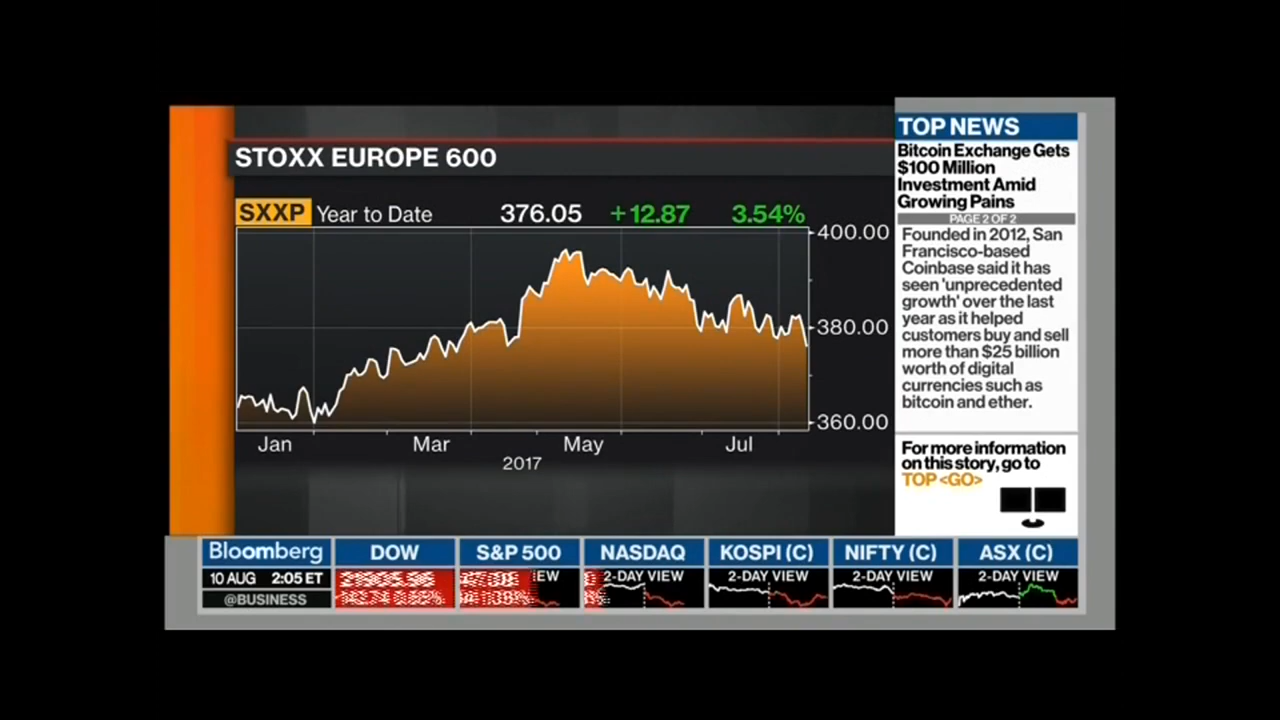 STOXX EUROPE 600
SXXP Year to Date 376.05 +12.87 3.54%
400.00
380.00
360.00
Jan Mar May Jul
2017
TOP NEWS
Bitcoin Exchange Gets
$100 Million
Investment Amid
Growing Pains
PAGE 2 OF 2
Founded in 2012, San
Francisco-based
Coinbase said it has
seen 'unprecedented
growth' over the last
year as it helped
customers buy and sell
more than $25 billion
worth of digital
currencies such as
bitcoin and ether.
For more information
on this story, go to
TOP <GO>
Bloomberg DOW S&P 500 NASDAQ KOSPI (C) NIFTY (C) ASX (C)
10 AUG 2:05 ET 2-DAY VIEW 2-DAY VIEW 2-DAY VIEW 2-DAY VIEW
@BUSINESS